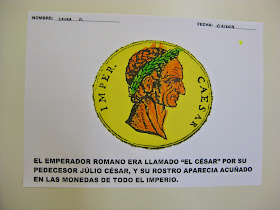 NOMBRE: LAURA M. FECHA:
IMPER. CAESAR
EL EMPERADOR ROMANO ERA LLAMADO "EL CÉSAR" POR SU
PEDECESOR JÚLIO CÉSAR, Y SU ROSTRO APARECIA ACUÑADO
EN LAS MONEDAS DE TODO EL IMPERIO.